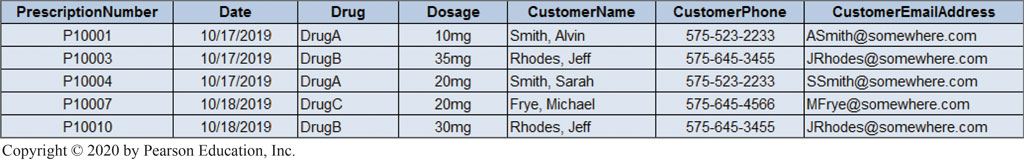 PrescriptionNumber Date Drug Dosage CustomerName CustomerPhone CustomerEmailAddress
P10001 10/17/2019 DrugA 10mg Smith, Alvin 575-523-2233 ASmith@somewhere.com
P10003 10/17/2019 DrugB 35mg Rhodes, Jeff 575-645-3455 JRhodes@somewhere.com
P10004 10/17/2019 DrugA 20mg Smith, Sarah 575-523-2233 SSmith@somewhere.com
P10007 10/18/2019 DrugC 20mg Frye, Michael 575-645-4566 MFrye@somewhere.com
P10010 10/18/2019 DrugB 30mg Rhodes, Jeff 575-645-3455 JRhodes@somewhere.com
Copyright © 2020 by Pearson Education, Inc.